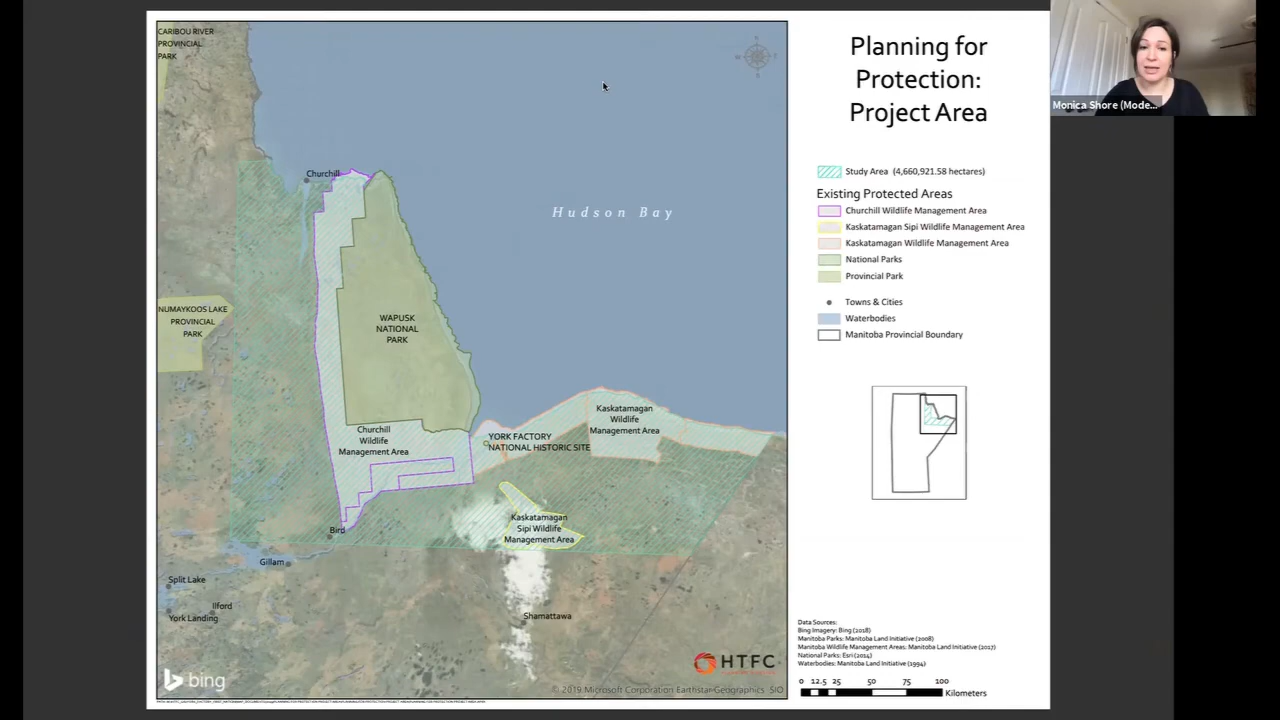 CARIBOU RIVER
PROVINCIAL
PARK
Churchill
Hudson Bay
NUMAYKOOS LAKE
PROVINCIAL
PARK
WAPUSK
NATIONAL
PARK
Kaskatamagan
Wildlife
Management Area
Churchill
Wildlife
Management Area
YORK FACTORY
NATIONAL HISTORIC SITE
Kaskatamagan
Sipi Wildlife
Management Area
Bird
Gillam
Split Lake
Ilford
York Landing
Shamattawa
bing
HTFC
© 2019 Microsoft Corporation Earthstar Geographics SIO
Planning for
Protection:
Project Area
Study Area (4,660,921.58 hectares)
Existing Protected Areas
Churchill Wildlife Management Area
Kaskatamagan Sipi Wildlife Management Area
Kaskatamagan Wildlife Management Area
National Parks
Provincial Park
Towns & Cities
Waterbodies
Manitoba Provincial Boundary
Data Sources:
Bing Imagery: Bing (2018)
Manitoba Parks: Manitoba Land Initiative (2008)
Manitoba Wildlife Management Areas: Manitoba Land Initiative (2017)
National Parks: Esri (2014)
Waterbodies: Manitoba Land Initiative (1994)
0 12.5 25 50 75 100
Kilometers
Monica Shore (Mode...